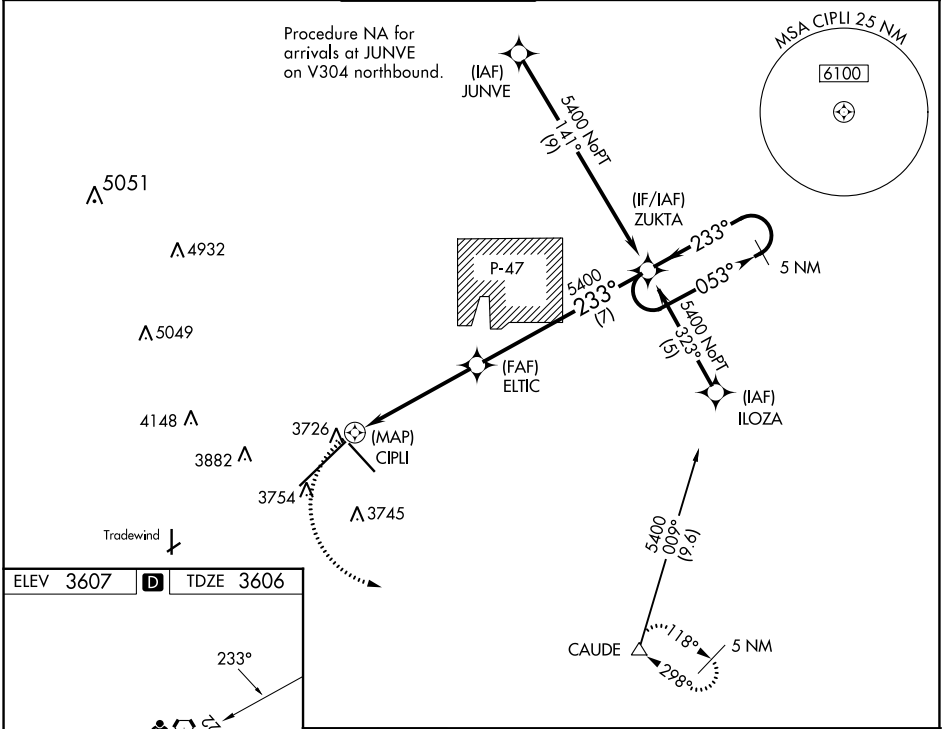 Procedure NA for
arrivals at JUNVE
on V304 northbound.
(IAF)
JUNVE
MSA CIPLI 25 NM
6100
5400 NoPT
141°
(9)
5051
4932
5049
4148
3882
(IF/IAF)
ZUKTA
233°
053°
5 NM
P-47
5400
233°
(7)
5400 NoPT
323°
(5)
(FAF)
ELTIC
(IAF)
ILOZA
3726
(MAP)
CIPLI
3754
3745
Tradewind
5400
009°
(9.6)
CAUDE
118°
298°
5 NM
ELEV 3607 D TDZE 3606
233°
22